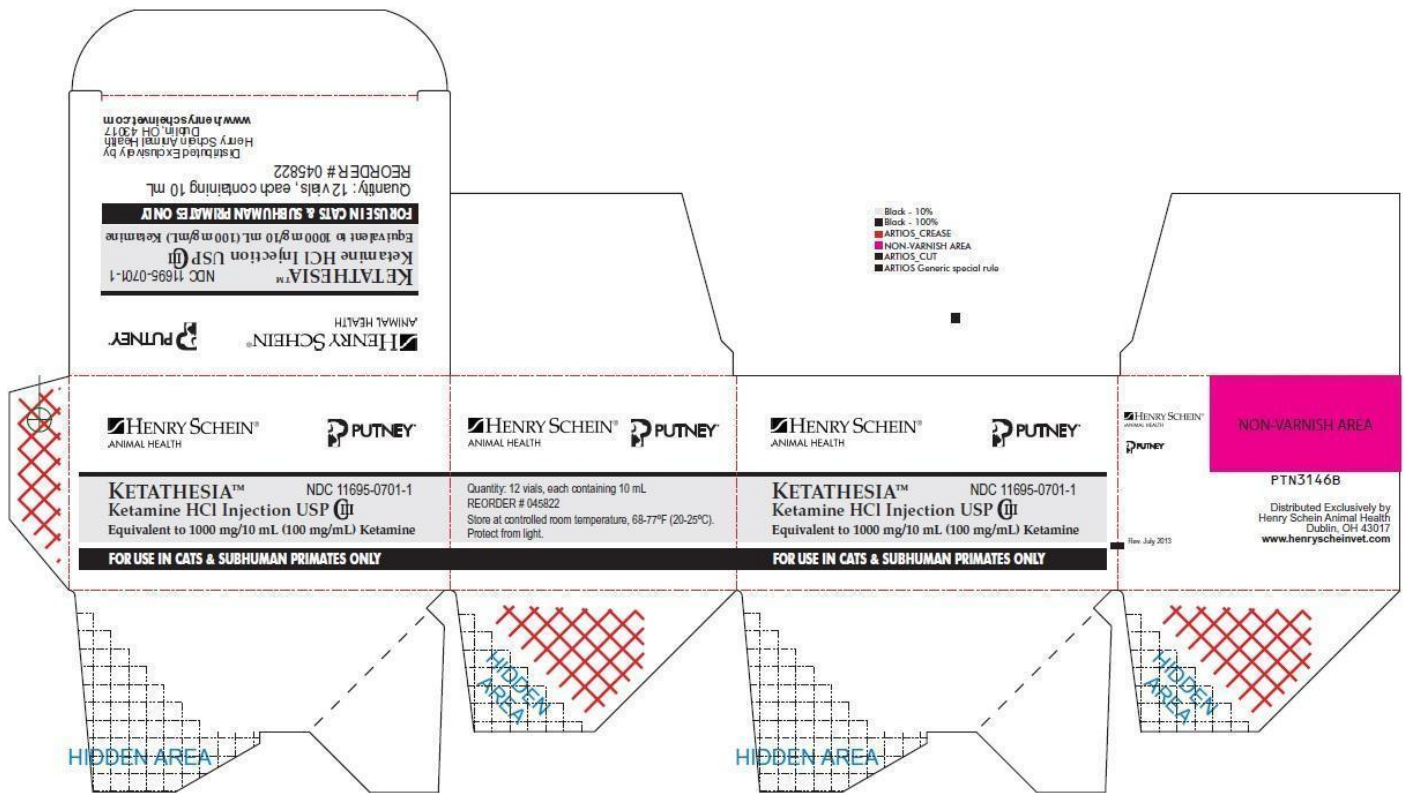 www.henryscheinvet.com
Dublin, OH 43017
Henry Schein Animal Health
Distributed Exclusively by
REORDER # 045822
Quantity: 12 vials, each containing 10 mL
FOR USE IN CATS & SUBHUMAN PRIMATES ONLY
Equivalent to 1000 mg/10 mL (100 mg/mL) Ketamine
Ketamine HCl Injection USP CIII
KETATHESIA™ NDC 11695-0701-1
HENRY SCHEIN® PUTNEY
ANIMAL HEALTH
Black - 10%
Black - 100%
ARTIOS_CREASE
NON-VARNISH AREA
ARTIOS_CUT
ARTIOS Generic special rule
HENRY SCHEIN®
ANIMAL HEALTH
PUTNEY
KETATHESIA™ NDC 11695-0701-1
Ketamine HCl Injection USP CIII
Equivalent to 1000 mg/10 mL (100 mg/mL) Ketamine
FOR USE IN CATS & SUBHUMAN PRIMATES ONLY
HENRY SCHEIN®
ANIMAL HEALTH
PUTNEY
Quantity: 12 vials, each containing 10 mL
REORDER # 045822
Store at controlled room temperature, 68-77ºF (20-25ºC).
Protect from light.
HENRY SCHEIN®
ANIMAL HEALTH
PUTNEY
KETATHESIA™ NDC 11695-0701-1
Ketamine HCl Injection USP CIII
Equivalent to 1000 mg/10 mL (100 mg/mL) Ketamine
FOR USE IN CATS & SUBHUMAN PRIMATES ONLY
HENRY SCHEIN®
ANIMAL HEALTH
PUTNEY
Rev. July 2013
NON-VARNISH AREA
PTN3146B
Distributed Exclusively by
Henry Schein Animal Health
Dublin, OH 43017
www.henryscheinvet.com
HIDDEN AREA
HIDDEN
AREA
HIDDEN AREA
HIDDEN
AREA